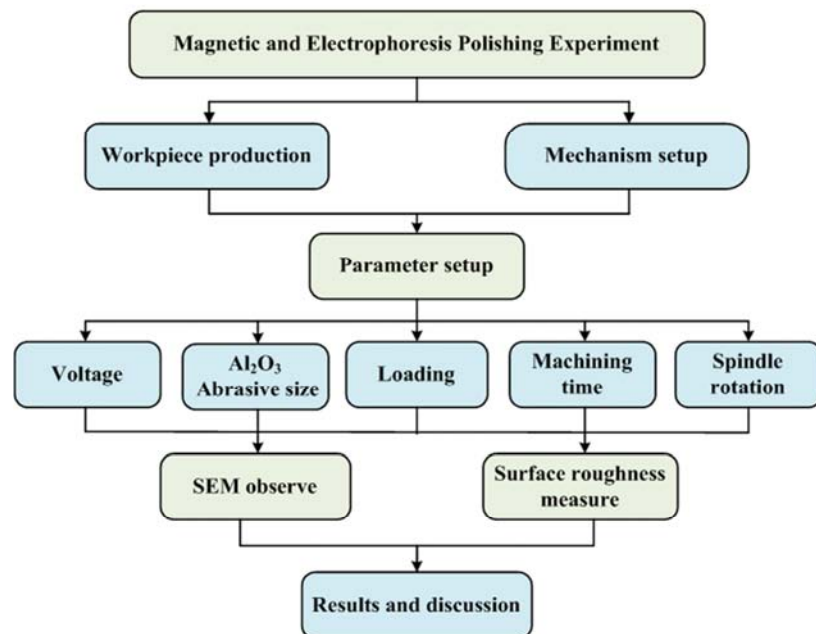 Magnetic and Electrophoresis Polishing Experiment
Workpiece production
Mechanism setup
Parameter setup
Voltage
Al₂O₃
Abrasive size
Loading
Machining
time
Spindle
rotation
SEM observe
Surface roughness
measure
Results and discussion